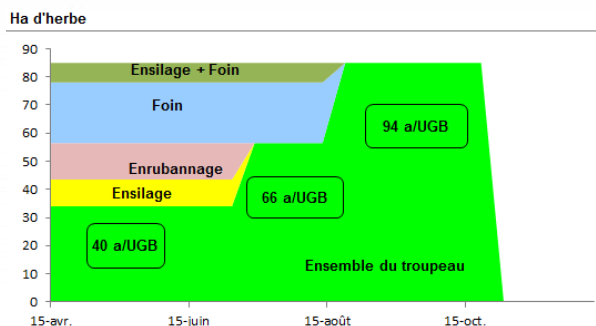 Ha d'herbe
90
80
70
60
50
40
30
20
10
0
Ensilage + Foin
Foin
94 a/UGB
Enrubannage
Ensilage
66 a/UGB
40 a/UGB
Ensemble du troupeau
15-avr.
15-juin
15-août
15-oct.